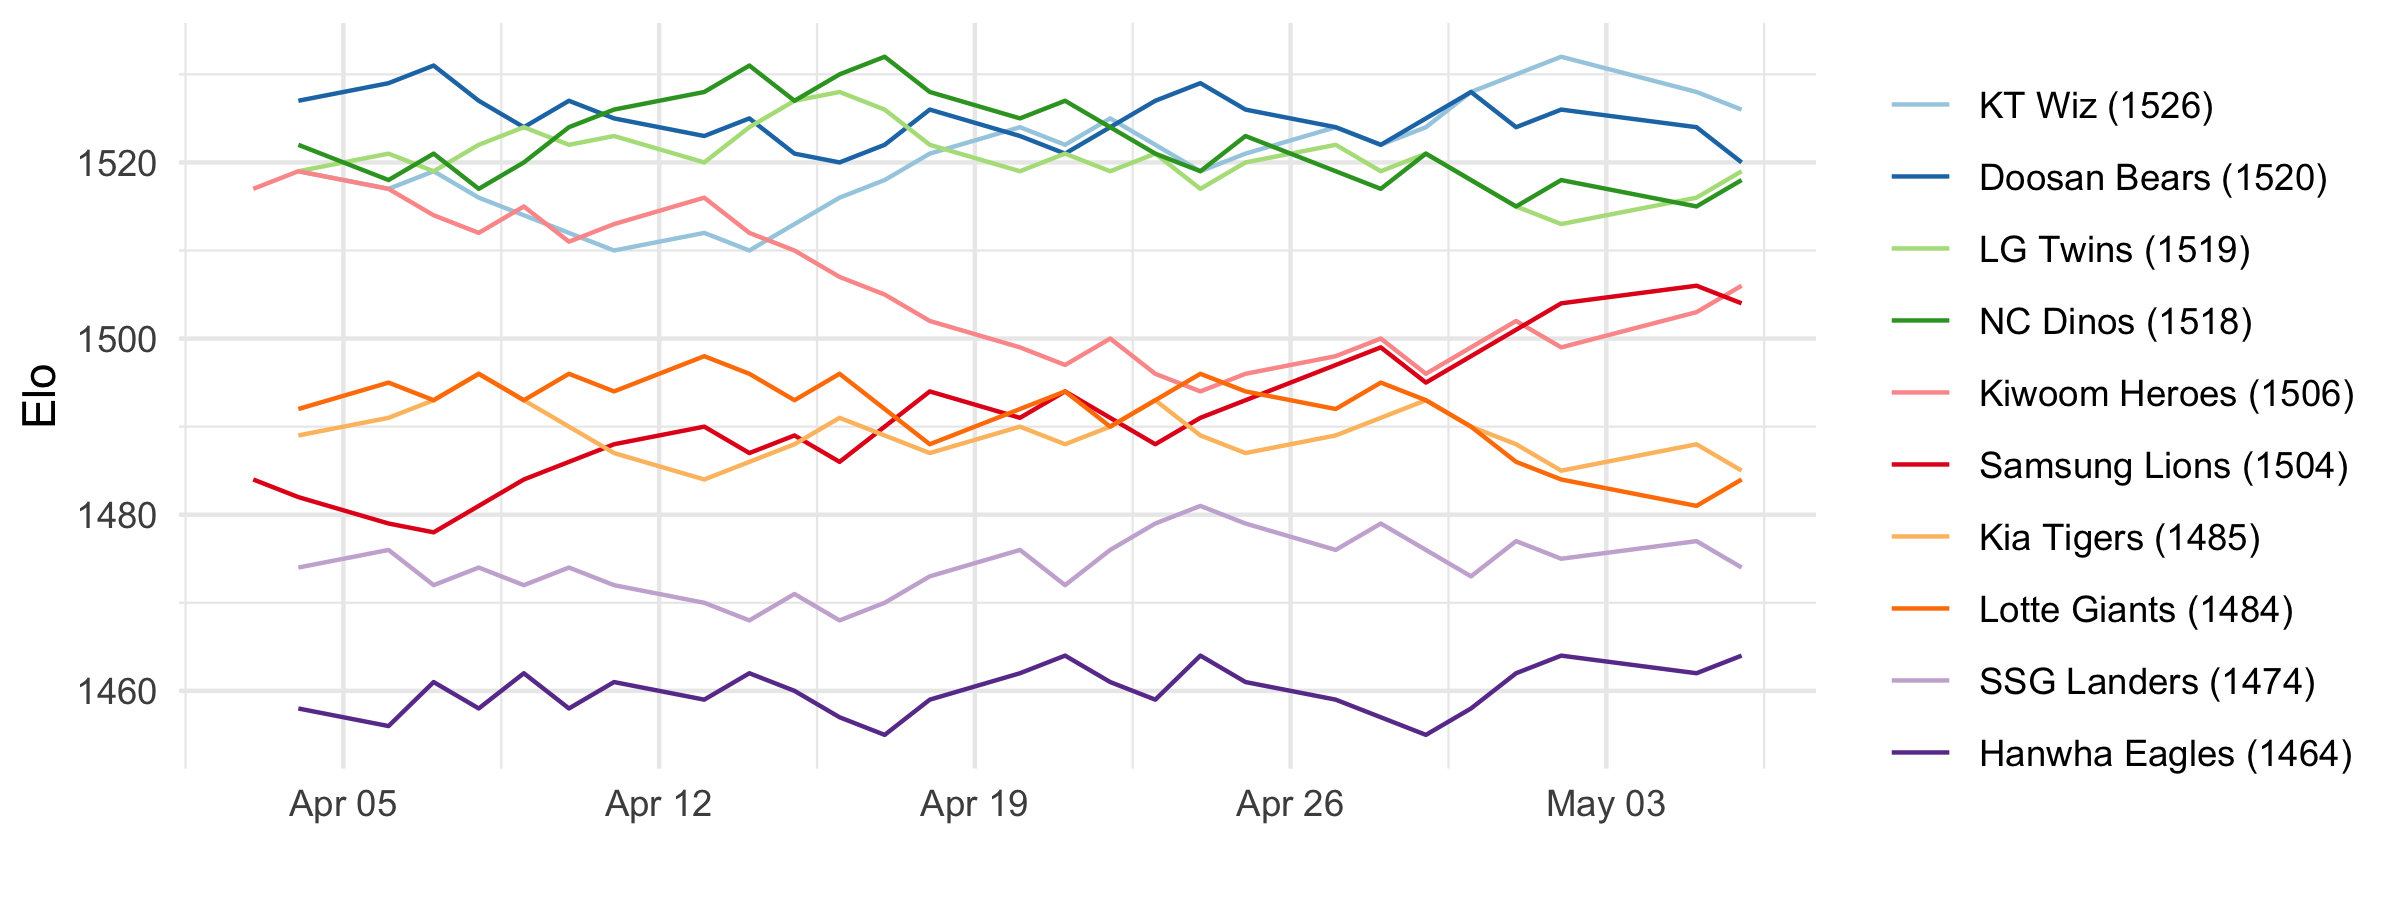 Elo
1520
1500
1480
1460
Apr 05
Apr 12
Apr 19
Apr 26
May 03
KT Wiz (1526)
Doosan Bears (1520)
LG Twins (1519)
NC Dinos (1518)
Kiwoom Heroes (1506)
Samsung Lions (1504)
Kia Tigers (1485)
Lotte Giants (1484)
SSG Landers (1474)
Hanwha Eagles (1464)